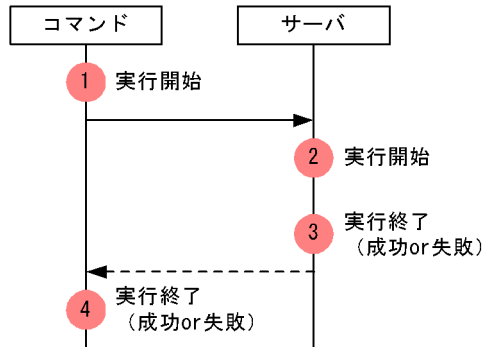 コマンド
サーバ
1 実行開始
2 実行開始
3 実行終了
（成功or失敗）
4 実行終了
（成功or失敗）